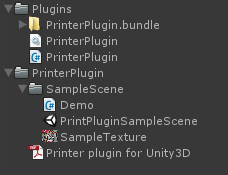 Plugins
PrinterPlugin.bundle
PrinterPlugin
PrinterPlugin
PrinterPlugin
SampleScene
Demo
PrintPluginSampleScene
SampleTexture
Printer plugin for Unity3D